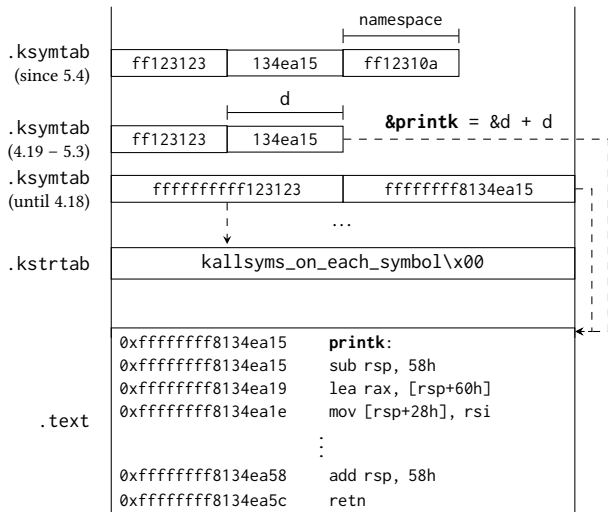 namespace
.ksymtab
(since 5.4)
ff123123 134ea15 ff12310a
d
.ksymtab
(4.19 – 5.3)
ff123123 134ea15
&printk = &d + d
.ksymtab
(until 4.18)
ffffffffff123123 ffffffff8134ea15
...
.kstrtab
kallsyms_on_each_symbol\x00
.text
0xffffffff8134ea15 printk:
0xffffffff8134ea15 sub rsp, 58h
0xffffffff8134ea19 lea rax, [rsp+60h]
0xffffffff8134ea1e mov [rsp+28h], rsi
⋮
0xffffffff8134ea58 add rsp, 58h
0xffffffff8134ea5c retn